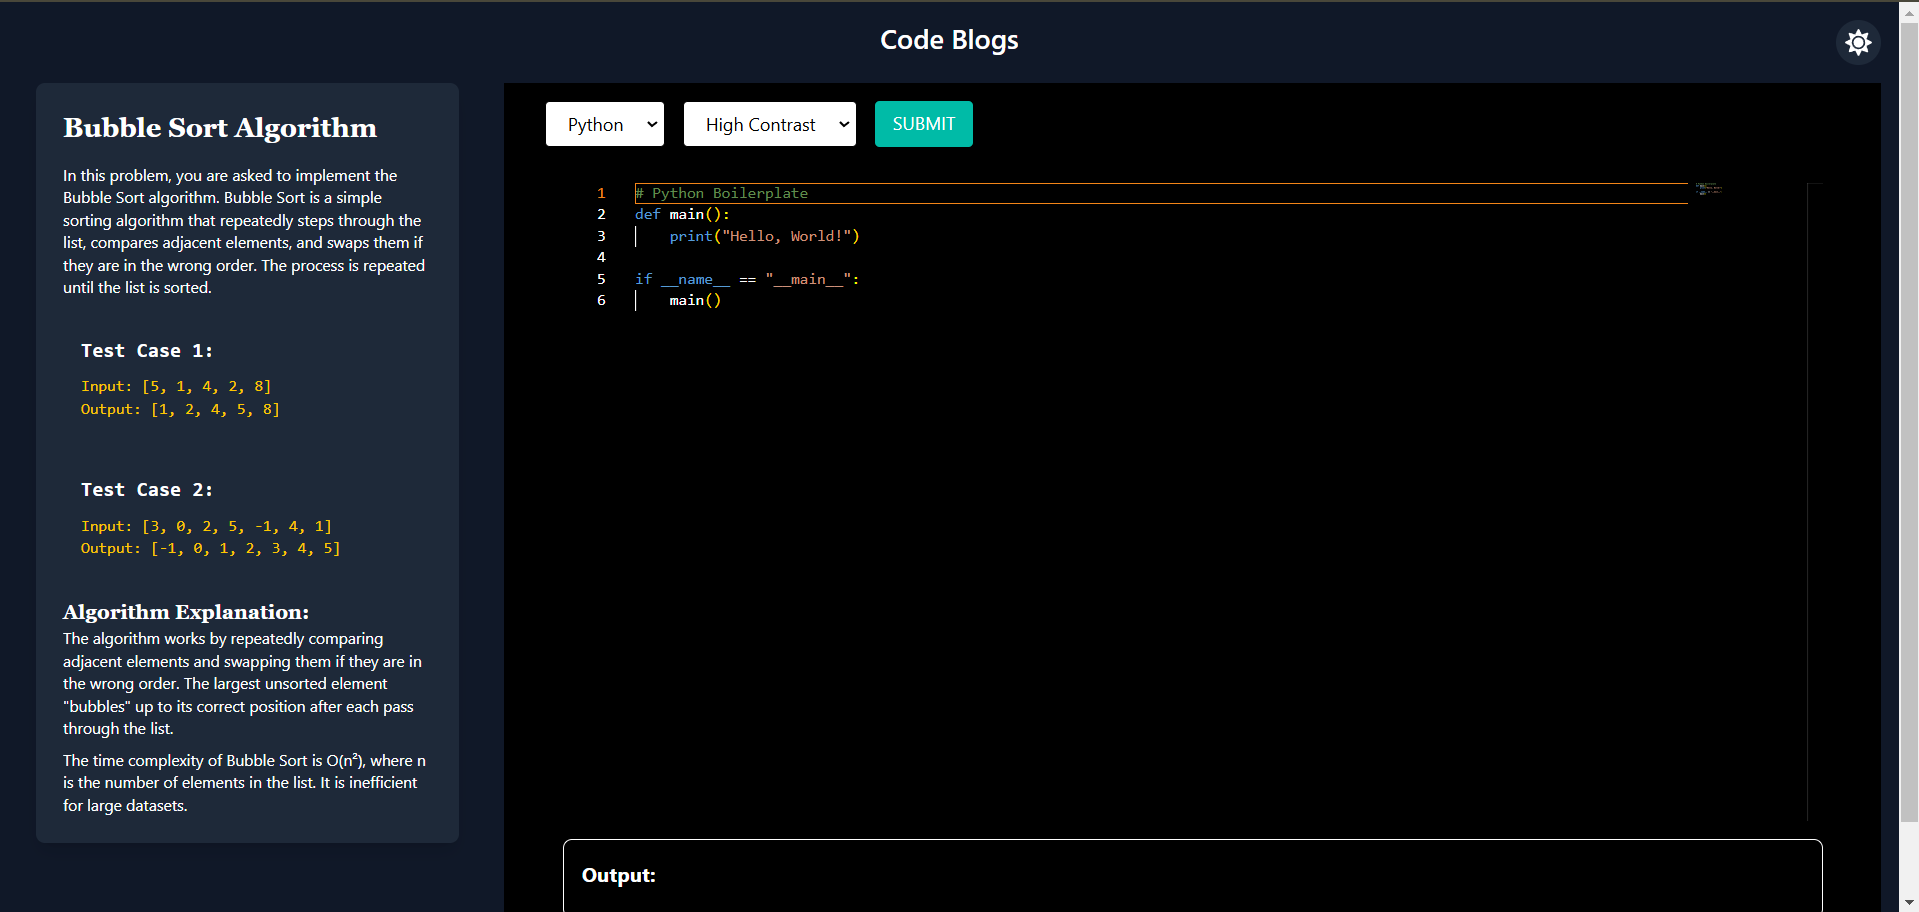 Code Blogs
Bubble Sort Algorithm
In this problem, you are asked to implement the
Bubble Sort algorithm. Bubble Sort is a simple
sorting algorithm that repeatedly steps through the
list, compares adjacent elements, and swaps them if
they are in the wrong order. The process is repeated
until the list is sorted.
Test Case 1:
Input: [5, 1, 4, 2, 8]
Output: [1, 2, 4, 5, 8]
Test Case 2:
Input: [3, 0, 2, 5, -1, 4, 1]
Output: [-1, 0, 1, 2, 3, 4, 5]
Algorithm Explanation:
The algorithm works by repeatedly comparing
adjacent elements and swapping them if they are in
the wrong order. The largest unsorted element
"bubbles" up to its correct position after each pass
through the list.
The time complexity of Bubble Sort is O(n²), where n
is the number of elements in the list. It is inefficient
for large datasets.
Python High Contrast SUBMIT
1 # Python Boilerplate
2 def main():
3     print("Hello, World!")
4
5 if __name__ == "__main__":
6     main()
Output: